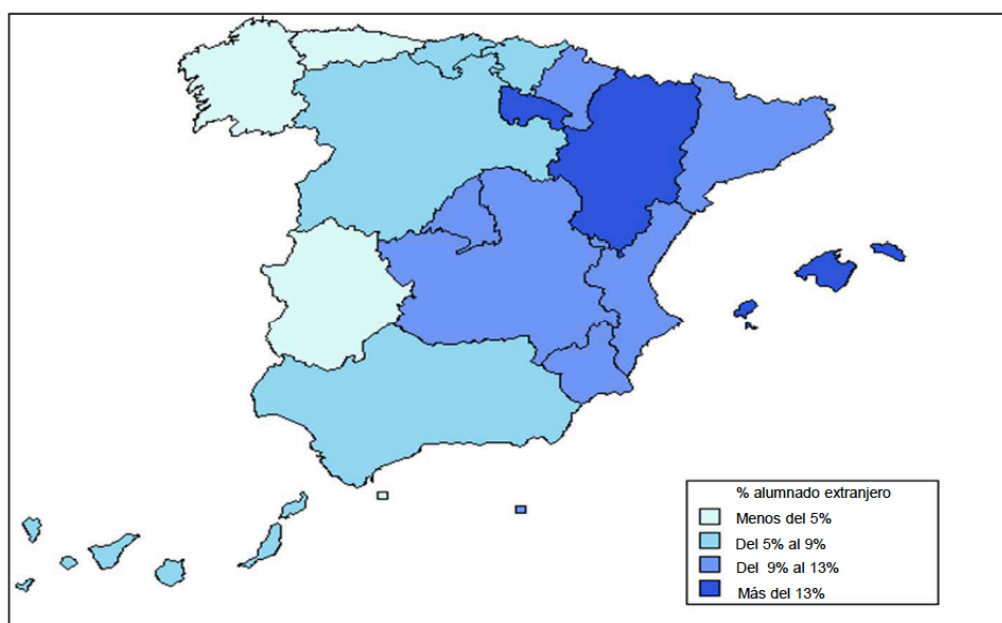 % alumnado extranjero
Menos del 5%
Del 5% al 9%
Del 9% al 13%
Más del 13%